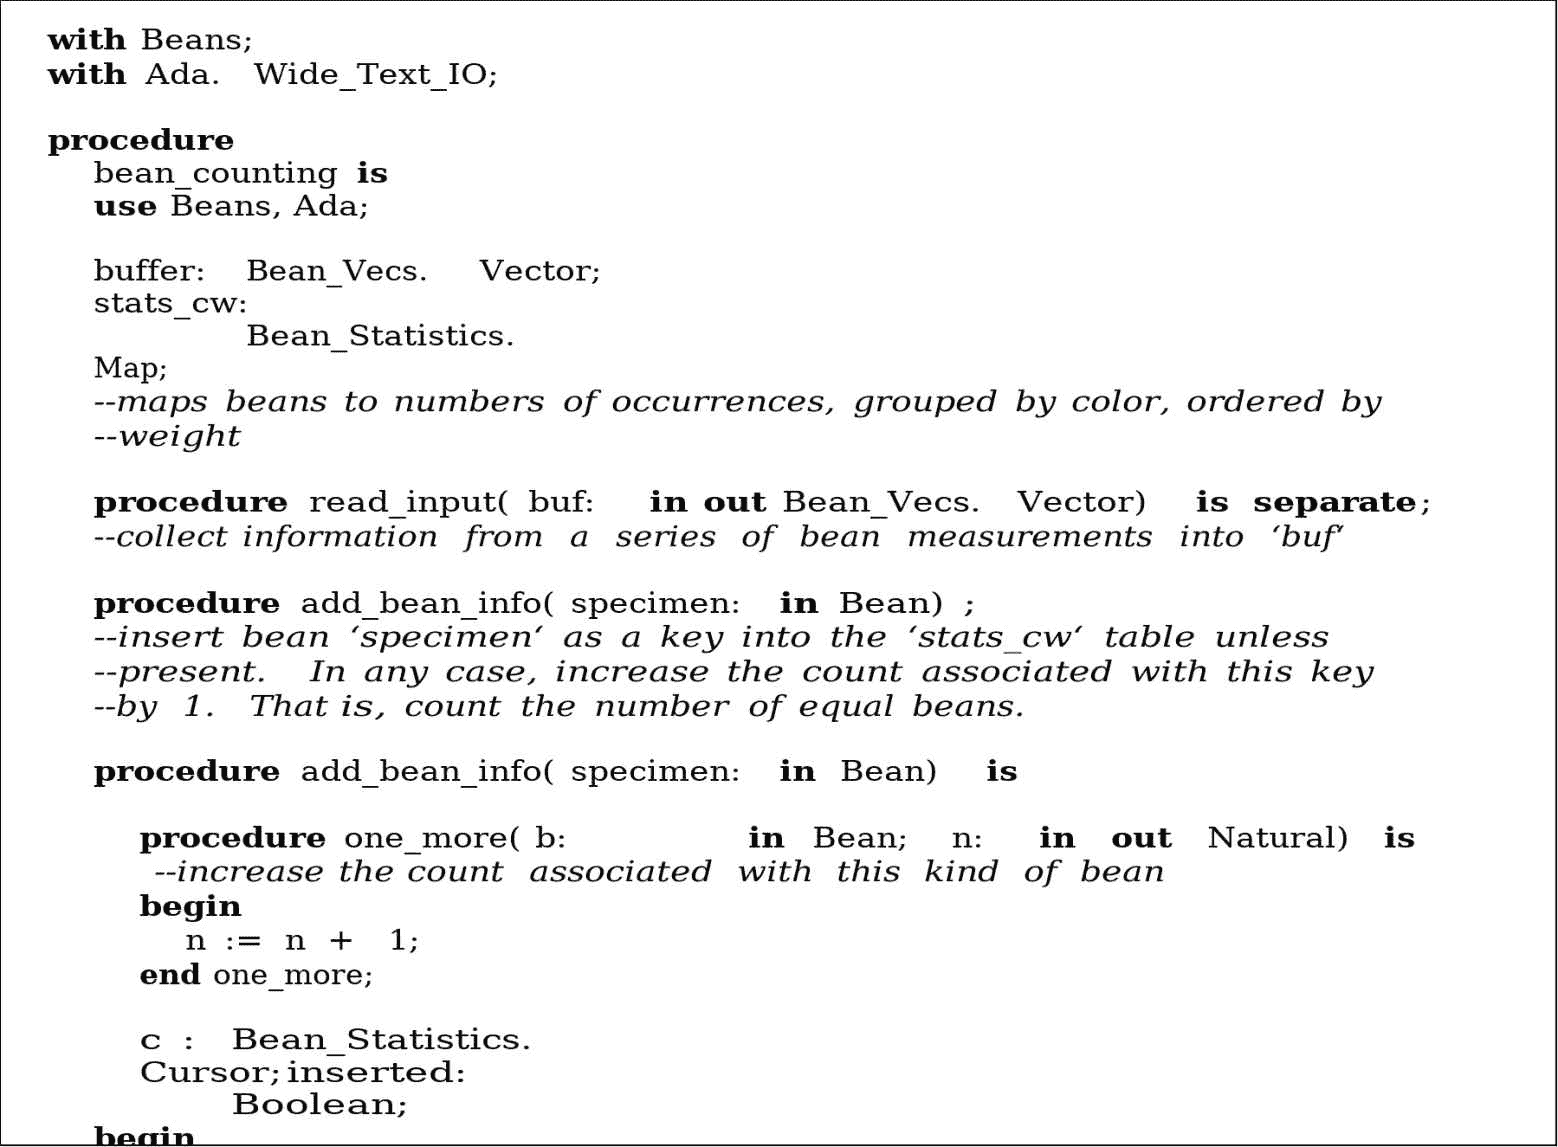 with Beans;
with Ada. Wide_Text_IO;
procedure
bean_counting is
use Beans, Ada;
buffer: Bean_Vecs. Vector;
stats_cw:
Bean_Statistics.
Map;
--maps beans to numbers of occurrences, grouped by color, ordered by
--weight
procedure read_input( buf: in out Bean_Vecs. Vector) is separate;
--collect information from a series of bean measurements into ‘buf‘
procedure add_bean_info( specimen: in Bean) ;
--insert bean ‘specimen‘ as a key into the ‘stats_cw‘ table unless
--present. In any case, increase the count associated with this key
--by 1. That is, count the number of equal beans.
procedure add_bean_info( specimen: in Bean) is
procedure one_more( b: in Bean; n: in out Natural) is
--increase the count associated with this kind of bean
begin
n := n + 1;
end one_more;
c : Bean_Statistics.
Cursor; inserted:
Boolean;
begin